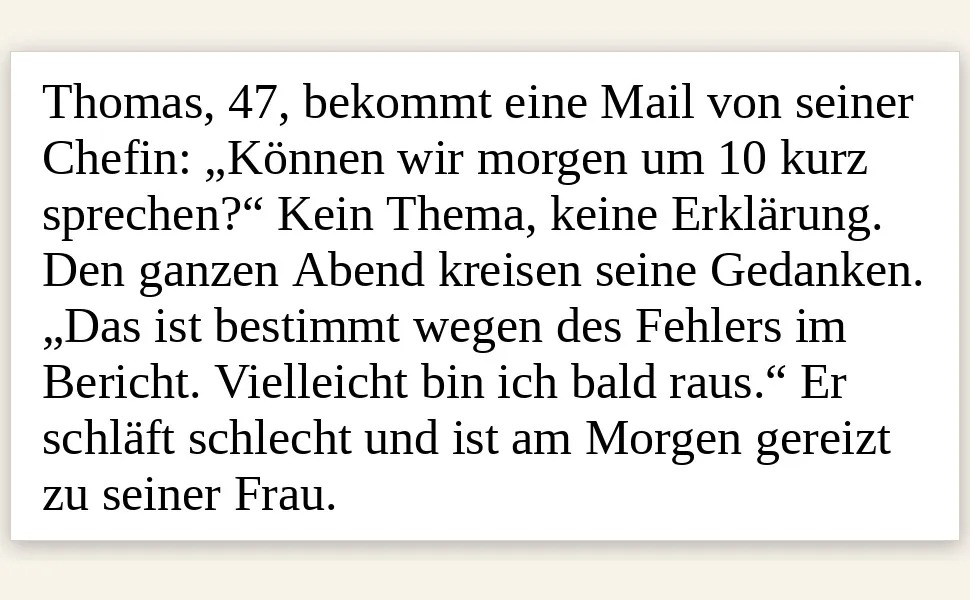 Thomas, 47, bekommt eine Mail von seiner
Chefin: „Können wir morgen um 10 kurz
sprechen?“ Kein Thema, keine Erklärung.
Den ganzen Abend kreisen seine Gedanken.
„Das ist bestimmt wegen des Fehlers im
Bericht. Vielleicht bin ich bald raus.“ Er
schläft schlecht und ist am Morgen gereizt
zu seiner Frau.